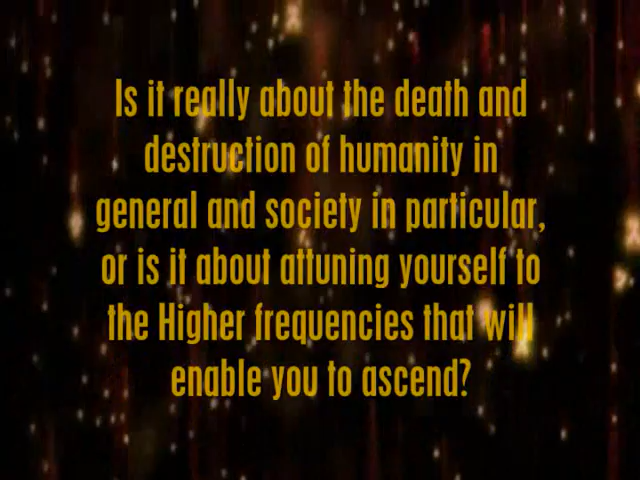 Is it really about the death and
destruction of humanity in
general and society in particular,
or is it about attuning yourself to
the Higher frequencies that will
enable you to ascend?